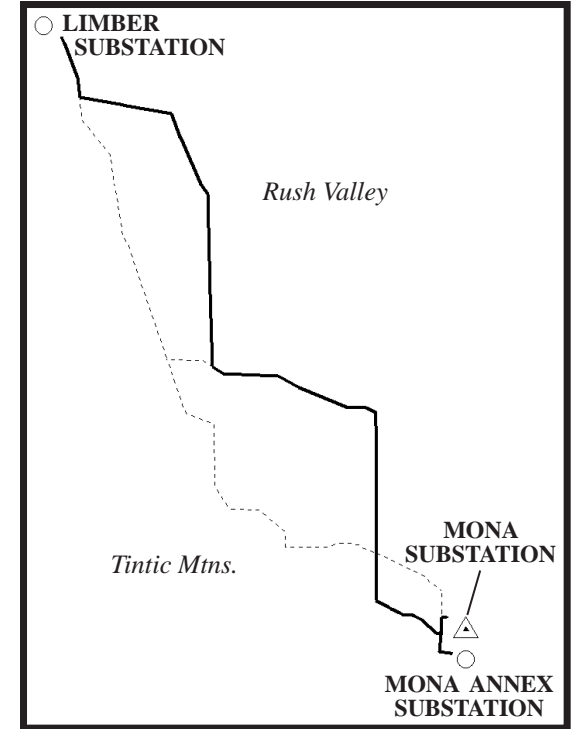 LIMBER
SUBSTATION
Rush Valley
MONA
SUBSTATION
Tintic Mtns.
MONA ANNEX
SUBSTATION